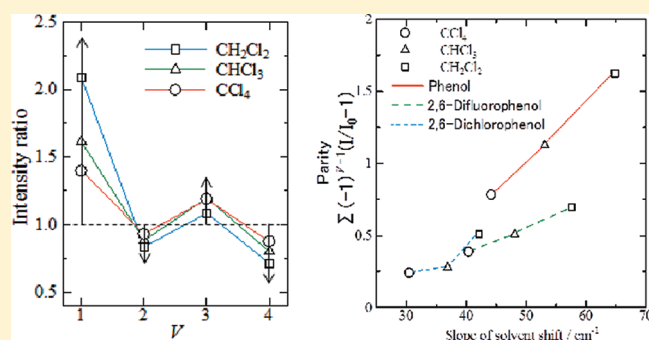 Intensity ratio
2.5
2.0
1.5
1.0
0.5
1 2 3 4
V
CH₂Cl₂
CHCl₃
CCl₄
Parity
Σ (-1)^V-1 (I/I₀-1)
2
1.5
1
0.5
0
30 40 50 60 70
Slope of solvent shift / cm⁻¹
CCl₄
CHCl₃
CH₂Cl₂
Phenol
2,6-Difluorophenol
2,6-Dichlorophenol